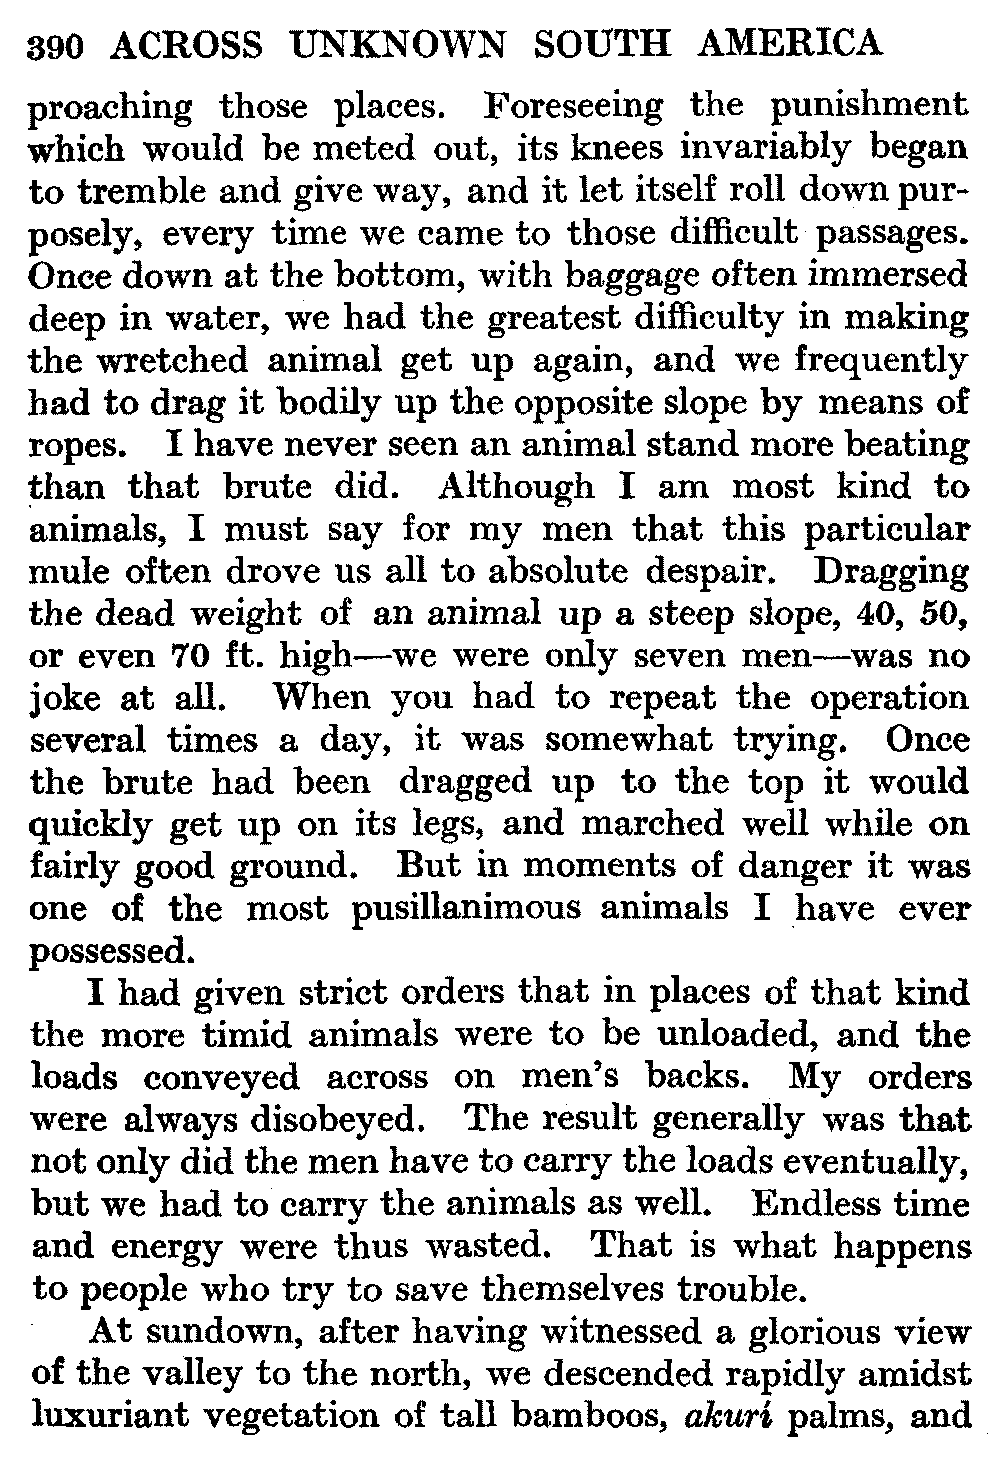 390 ACROSS UNKNOWN SOUTH AMERICA
proaching those places. Foreseeing the punishment
which would be meted out, its knees invariably began
to tremble and give way, and it let itself roll down pur-
posely, every time we came to those difficult passages.
Once down at the bottom, with baggage often immersed
deep in water, we had the greatest difficulty in making
the wretched animal get up again, and we frequently
had to drag it bodily up the opposite slope by means of
ropes. I have never seen an animal stand more beating
than that brute did. Although I am most kind to
animals, I must say for my men that this particular
mule often drove us all to absolute despair. Dragging
the dead weight of an animal up a steep slope, 40, 50,
or even 70 ft. high—we were only seven men—was no
joke at all. When you had to repeat the operation
several times a day, it was somewhat trying. Once
the brute had been dragged up to the top it would
quickly get up on its legs, and marched well while on
fairly good ground. But in moments of danger it was
one of the most pusillanimous animals I have ever
possessed.
I had given strict orders that in places of that kind
the more timid animals were to be unloaded, and the
loads conveyed across on men's backs. My orders
were always disobeyed. The result generally was that
not only did the men have to carry the loads eventually,
but we had to carry the animals as well. Endless time
and energy were thus wasted. That is what happens
to people who try to save themselves trouble.
At sundown, after having witnessed a glorious view
of the valley to the north, we descended rapidly amidst
luxuriant vegetation of tall bamboos, akurí palms, and